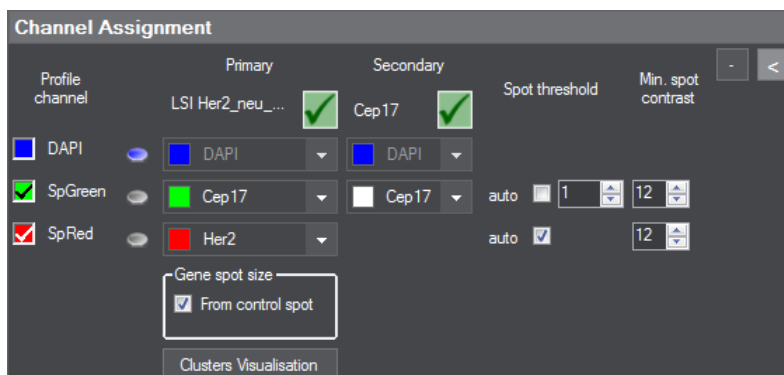 Channel Assignment
- <
Profile channel Primary Secondary Spot threshold Min. spot contrast
LSI Her2_neu_... Cep17
DAPI DAPI DAPI
SpGreen Cep17 Cep17 auto 1 12
SpRed Her2 auto 12
Gene spot size
From control spot
Clusters Visualisation